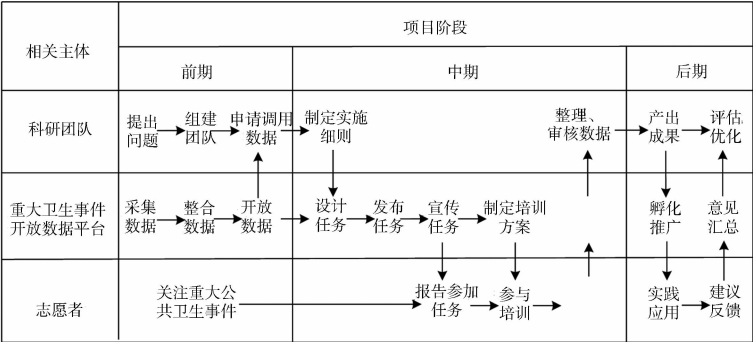 相关主体
项目阶段
前期
中期
后期
科研团队
提出
问题
组建
团队
申请调用
数据
制定实施
细则
整理、
审核数据
产出
成果
评估
优化
重大卫生事件
开放数据平台
采集
数据
整合
数据
开放
数据
设计
任务
发布
任务
宣传
任务
制定培训
方案
孵化
推广
意见
汇总
志愿者
关注重大公
共卫生事件
报告参加
任务
参与
培训
实践
应用
建议
反馈